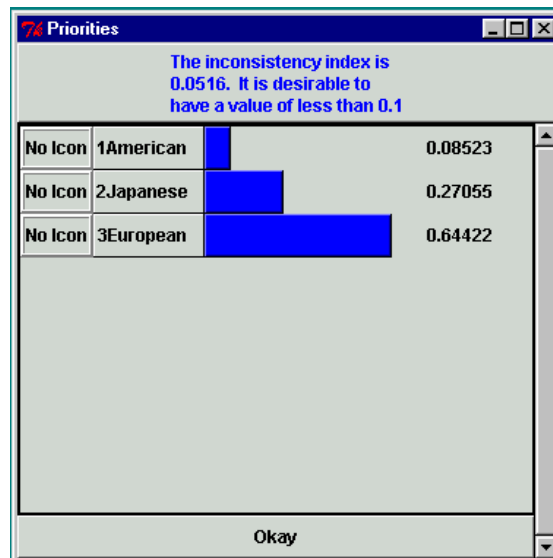 Priorities
The inconsistency index is
0.0516. It is desirable to
have a value of less than 0.1
No Icon 1American 0.08523
No Icon 2Japanese 0.27055
No Icon 3European 0.64422
Okay